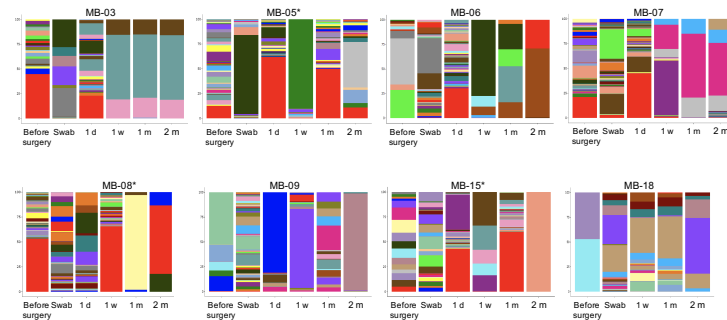 MB-03
MB-05*
MB-06
MB-07
Before surgery Swab 1 d 1 w 1 m 2 m
Before surgery Swab 1 d 1 w 1 m 2 m
Before surgery Swab 1 d 1 w 1 m 2 m
Before surgery Swab 1 d 1 w 1 m 2 m
MB-08*
MB-09
MB-15*
MB-18
Before surgery Swab 1 d 1 w 1 m 2 m
Before surgery Swab 1 d 1 w 1 m 2 m
Before surgery Swab 1 d 1 w 1 m 2 m
Before surgery Swab 1 d 1 w 1 m 2 m